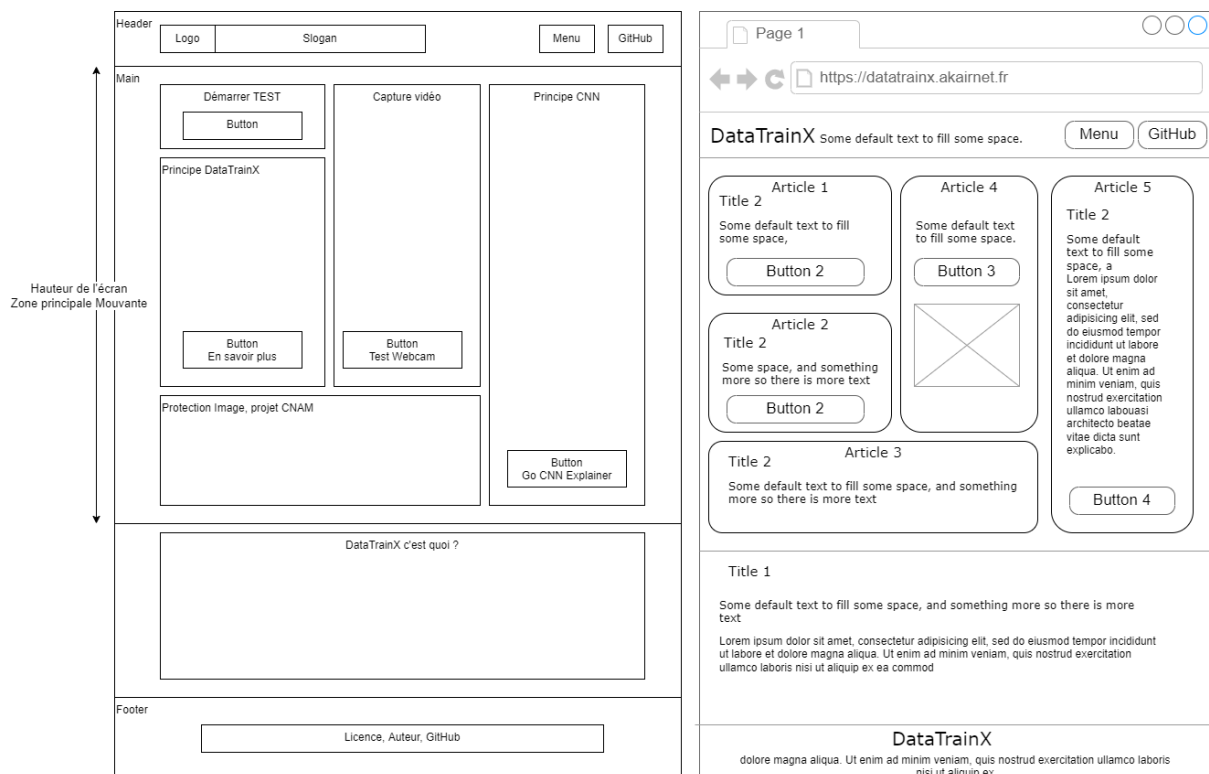 Header
Logo
Slogan
Menu
GitHub
Main
Démarrer TEST
Button
Capture vidéo
Principe CNN
Principe DataTrainX
Hauteur de l'écran
Zone principale Mouvante
Button
En savoir plus
Button
Test Webcam
Protection Image, projet CNAM
Button
Go CNN Explainer
DataTrainX c'est quoi ?
Footer
Licence, Auteur, GitHub
Page 1
https://datatrainx.akairnet.fr
DataTrainX Some default text to fill some space.
Menu
GitHub
Article 1
Title 2
Some default text to fill
some space,
Button 2
Article 2
Title 2
Some space, and something
more so there is more text
Button 2
Article 4
Some default text
to fill some space.
Button 3
Article 5
Title 2
Some default
text to fill some
space, a
Lorem ipsum dolor
sit amet,
consectetur
adipisicing elit, sed
do eiusmod tempor
incididunt ut labore
et dolore magna
aliqua. Ut enim ad
minim veniam, quis
nostrud exercitation
ullamco labouasi
architecto beatae
vitae dicta sunt
explicabo.
Button 4
Article 3
Title 2
Some default text to fill some space, and something
more so there is more text
Title 1
Some default text to fill some space, and something more so there is more
text
Lorem ipsum dolor sit amet, consectetur adipisicing elit, sed do eiusmod tempor incididunt
ut labore et dolore magna aliqua. Ut enim ad minim veniam, quis nostrud exercitation
ullamco laboris nisi ut aliquip ex ea commod
DataTrainX
dolore magna aliqua. Ut enim ad minim veniam, quis nostrud exercitation ullamco laboris
nisi ut aliquip ex